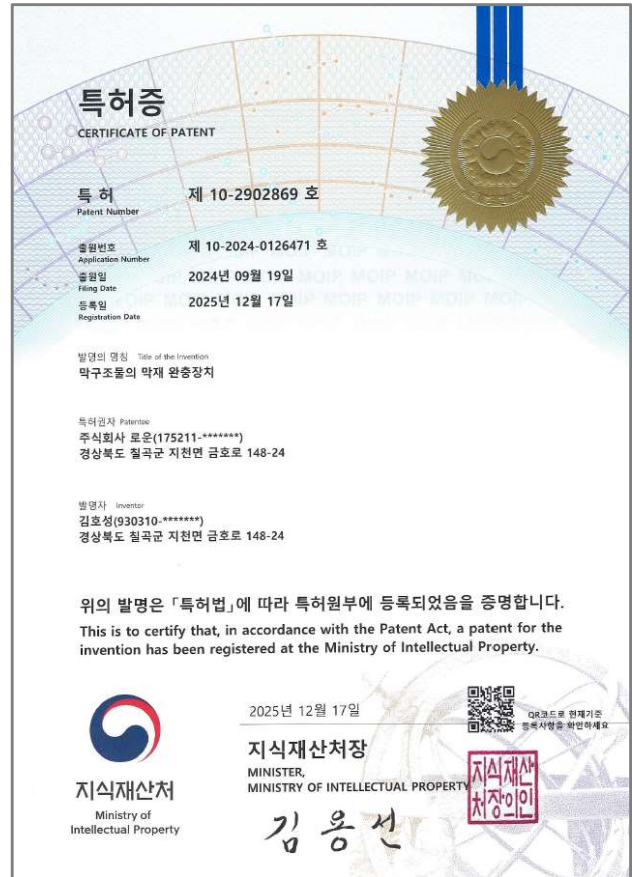 특허증
CERTIFICATE OF PATENT
특 허 제 10-2902869 호
Patent Number
출원번호 제 10-2024-0126471 호
Application Number
출원일 2024년 09월 19일
Filing Date
등록일 2025년 12월 17일
Registration Date
발명의 명칭 Title of the Invention
막구조물의 막재 완충장치
특허권자 Patentee
주식회사 로운(175211-*******)
경상북도 칠곡군 지천면 금호로 148-24
발명자 Inventor
김호성(930310-*******)
경상북도 칠곡군 지천면 금호로 148-24
위의 발명은 「특허법」에 따라 특허원부에 등록되었음을 증명합니다.
This is to certify that, in accordance with the Patent Act, a patent for the
invention has been registered at the Ministry of Intellectual Property.
2025년 12월 17일
QR코드로 현재기준
등록사항을 확인하세요
지식재산처장
MINISTER,
MINISTRY OF INTELLECTUAL PROPERTY
지식재산
처장의인
김용선
지식재산처
Ministry of
Intellectual Property